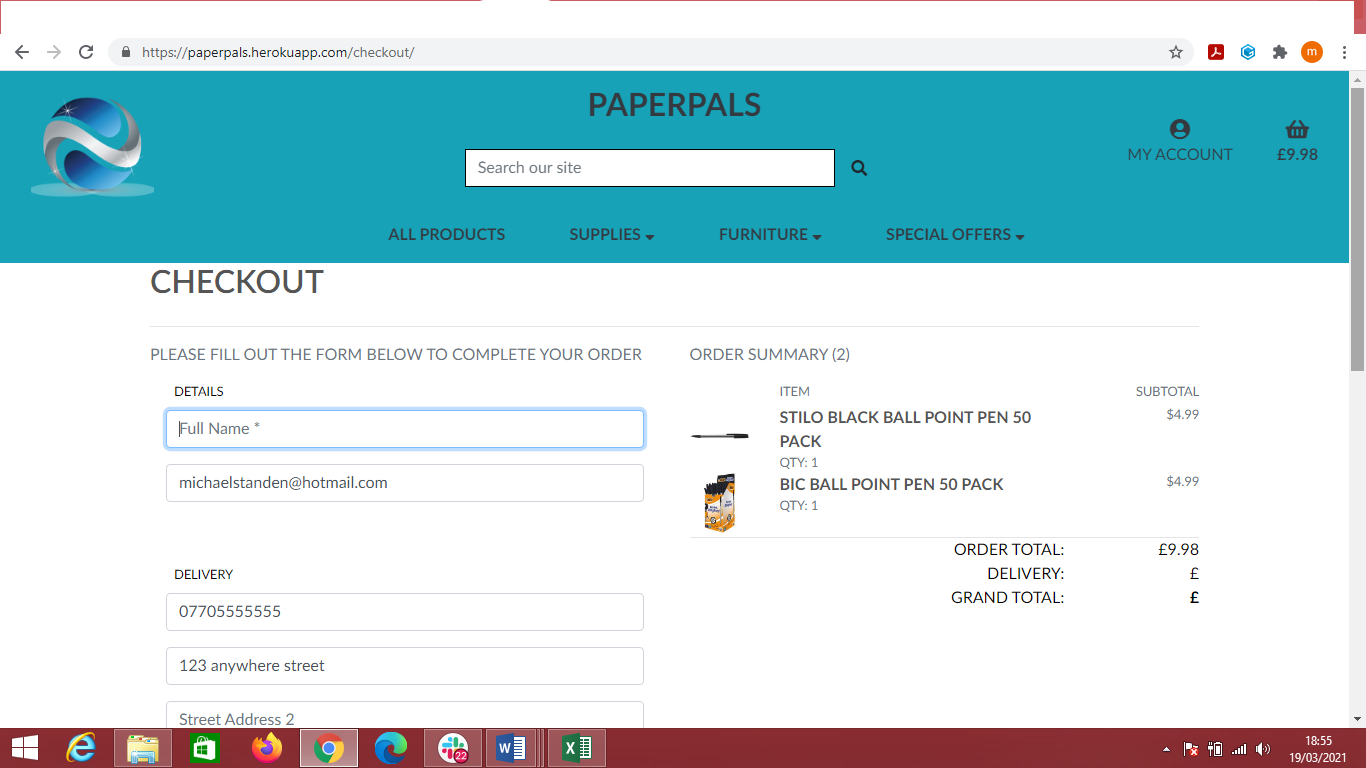 https://paperpals.herokuapp.com/checkout/
m
PAPERPALS
Search our site
MY ACCOUNT
£9.98
ALL PRODUCTS
SUPPLIES
FURNITURE
SPECIAL OFFERS
CHECKOUT
PLEASE FILL OUT THE FORM BELOW TO COMPLETE YOUR ORDER
DETAILS
Full Name *
michaelstanden@hotmail.com
DELIVERY
07705555555
123 anywhere street
Street Address 2
ORDER SUMMARY (2)
ITEM SUBTOTAL
STILO BLACK BALL POINT PEN 50 $4.99
PACK
QTY: 1
BIC BALL POINT PEN 50 PACK $4.99
QTY: 1
ORDER TOTAL: £9.98
DELIVERY: £
GRAND TOTAL: £
22
18:55
19/03/2021